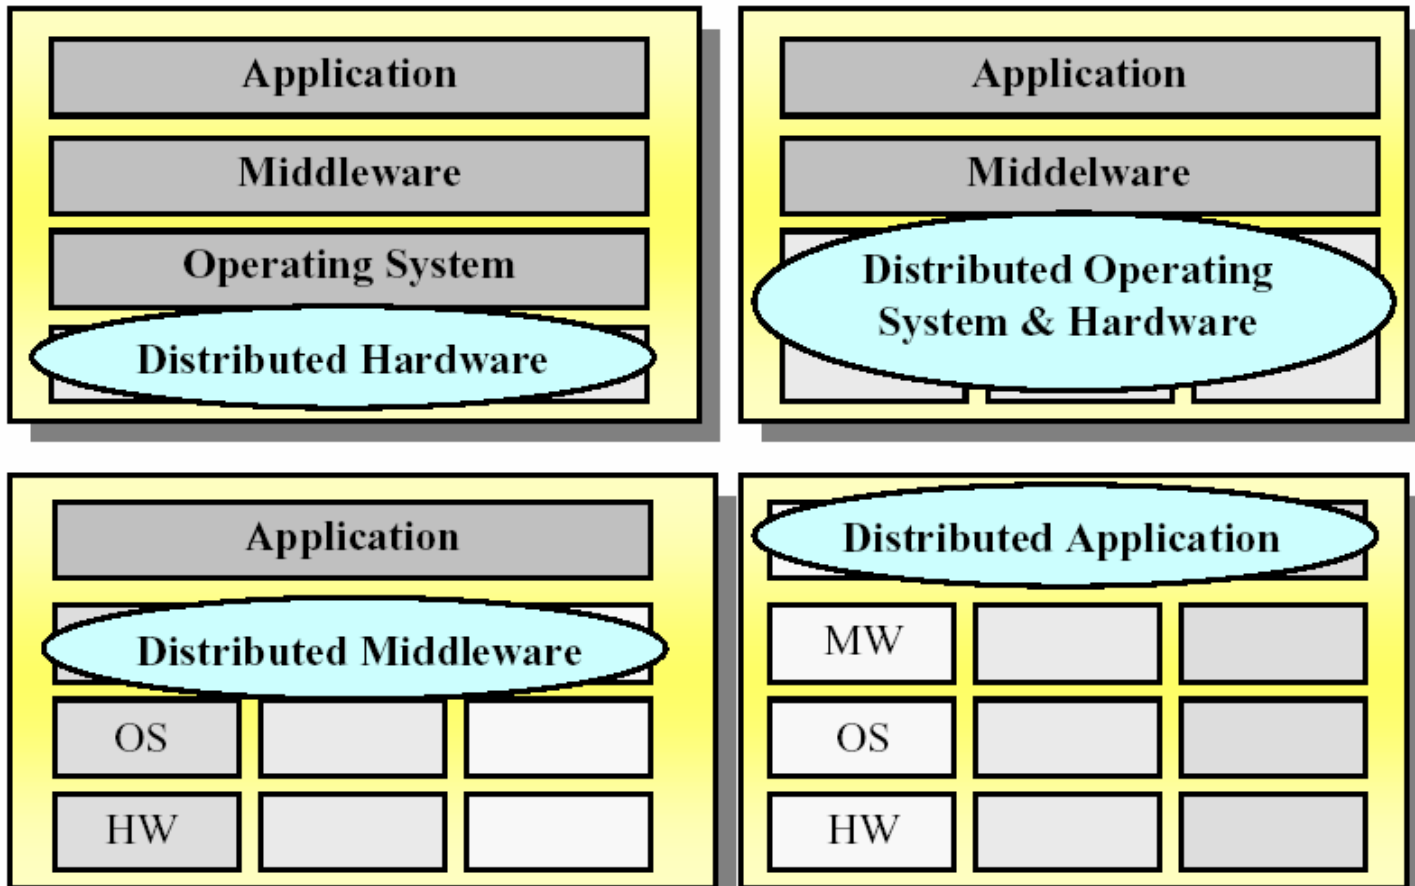 Application
Middleware
Operating System
Distributed Hardware
Application
Middelware
Distributed Operating
System & Hardware
Application
Distributed Middleware
OS
HW
Distributed Application
MW
OS
HW